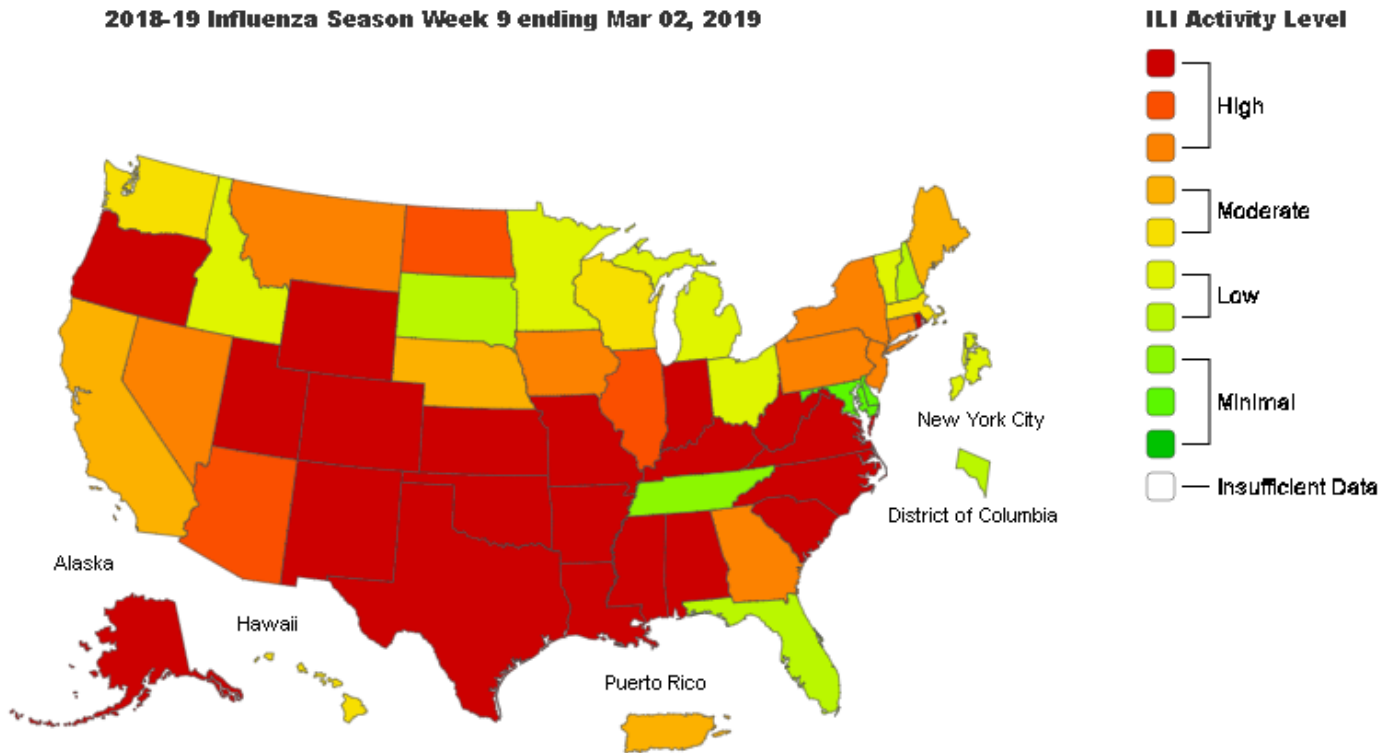 2018-19 Influenza Season Week 9 ending Mar 02, 2019
ILI Activity Level
High
Moderate
Low
Minimal
Insufficient Data
New York City
District of Columbia
Alaska
Hawaii
Puerto Rico